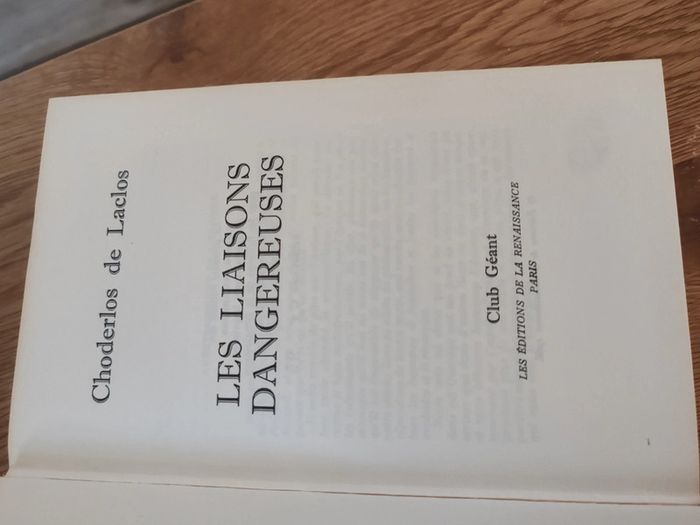 Choderlos de Laclos
LES LIAISONS
DANGEREUSES
Club Géant
LES ÉDITIONS DE LA RENAISSANCE
PARIS